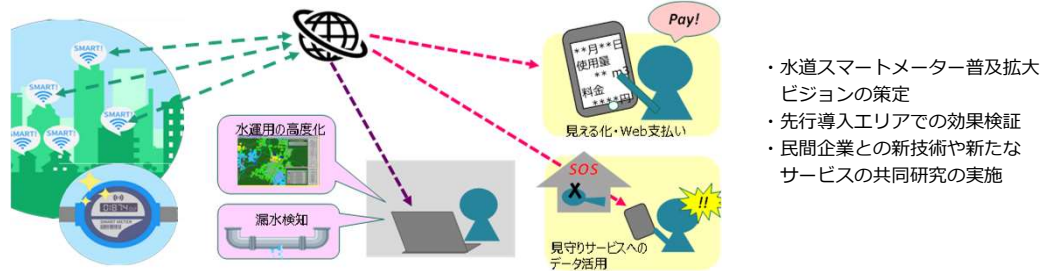 SMART!
SMART!
SMART!
SMART!
SMART!
SMART METER
水運用の高度化
漏水検知
Pay!
**月**日
使用量
** m3
料金
****円
見える化・Web支払い
SOS
X
!!
見守りサービスへの
データ活用
・水道スマートメーター普及拡大
ビジョンの策定
・先行導入エリアでの効果検証
・民間企業との新技術や新たな
サービスの共同研究の実施